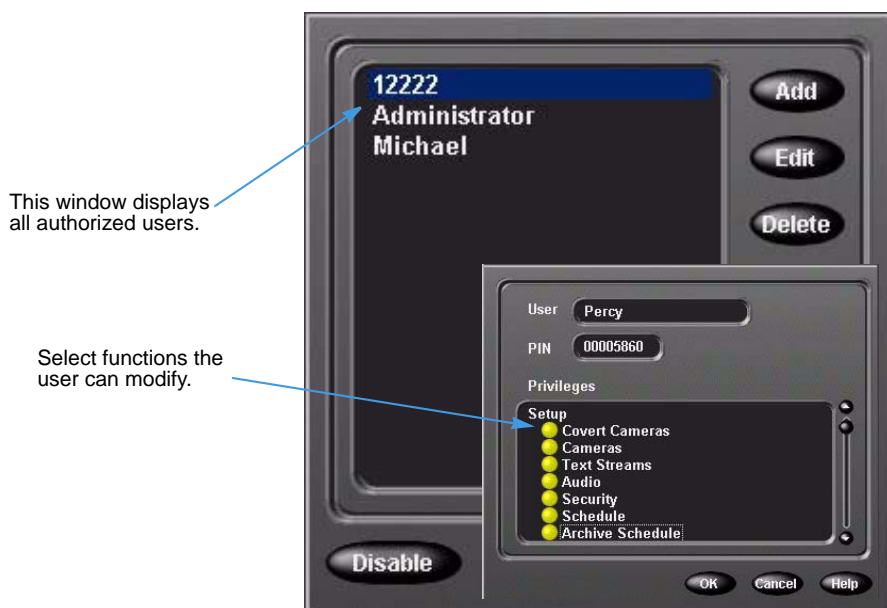 12222
Administrator
Michael
Add
Edit
Delete
This window displays
all authorized users.
User Percy
PIN 00005860
Select functions the
user can modify.
Privileges
Setup
Covert Cameras
Cameras
Text Streams
Audio
Security
Schedule
Archive Schedule
Disable
OK Cancel Help